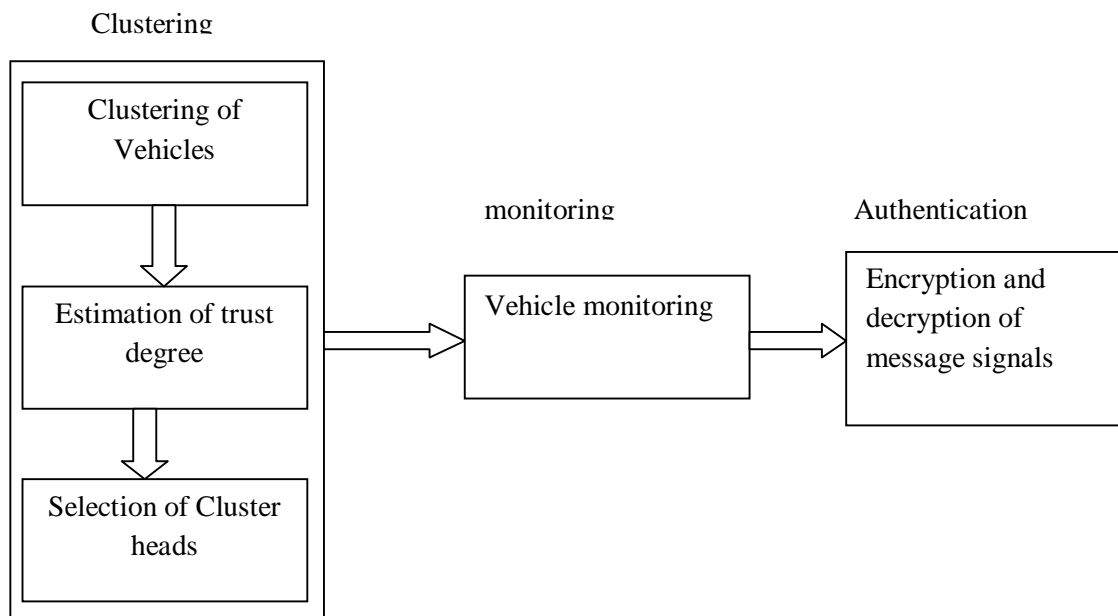 Clustering
Clustering of
Vehicles
Estimation of trust
degree
Selection of Cluster
heads
monitoring
Vehicle monitoring
Authentication
Encryption and
decryption of
message signals